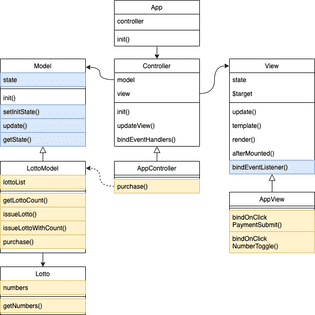 App
controller
init()
Model
state
init()
setInitState()
update()
getState()
Controller
model
view
init()
updateView()
bindEventHandlers()
View
state
$target
update()
template()
render()
afterMounted()
bindEventListener()
LottoModel
lottoList
getLottoCount()
issueLotto()
issueLottoWithCount()
purchase()
AppController
purchase()
AppView
bindOnClick
PaymentSubmit()
bindOnClick
NumberToggle()
Lotto
numbers
getNumbers()